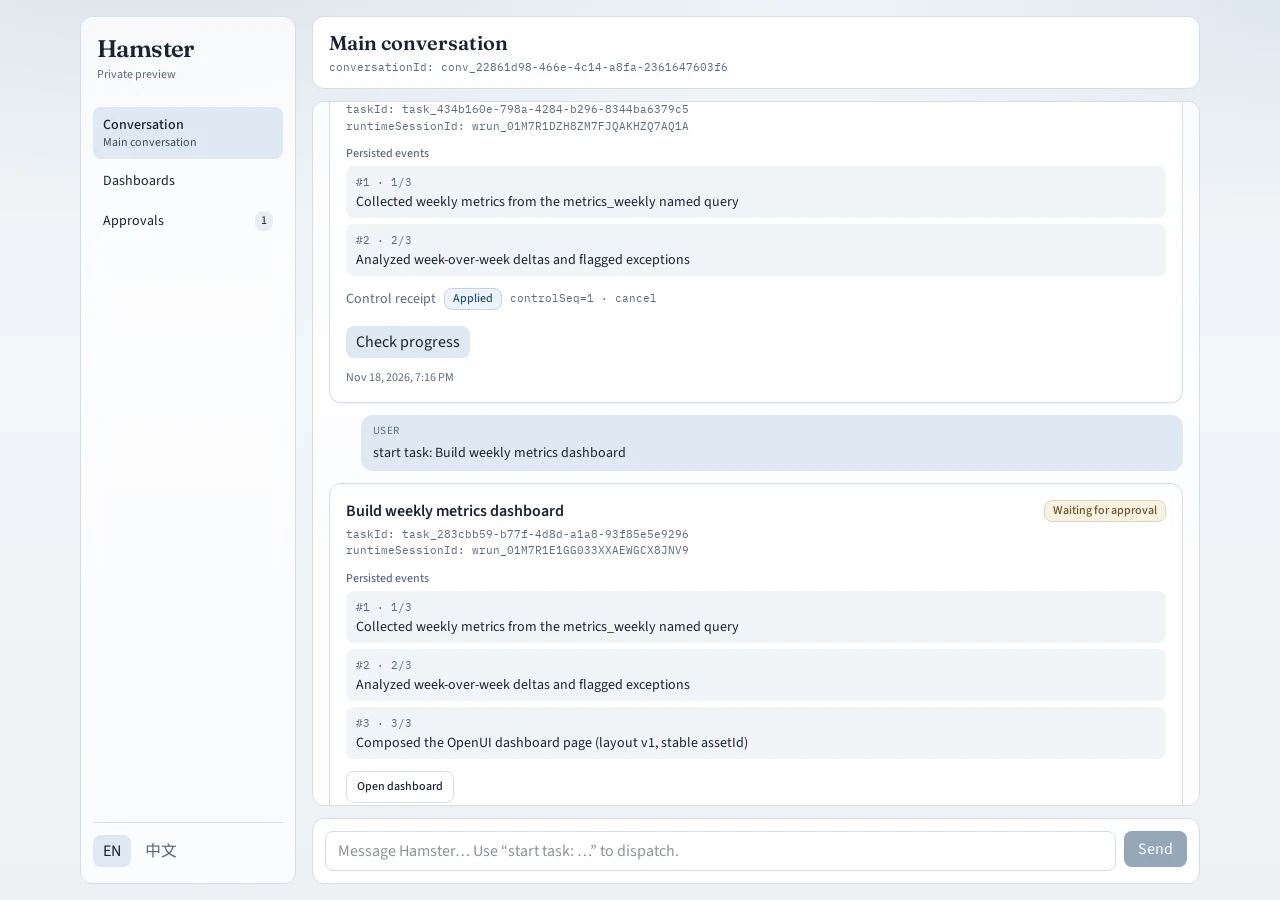 Hamster
Private preview
Conversation
Main conversation
Dashboards
Approvals
1
EN
中文
Main conversation
conversationId: conv_22861d98-466e-4c14-a8fa-2361647603f6
taskId: task_434b160e-798a-4284-b296-8344ba6379c5
runtimeSessionId: wrun_01M7R1DZH8ZM7FJQAKHZQ7AQ1A
Persisted events
#1 · 1/3
Collected weekly metrics from the metrics_weekly named query
#2 · 2/3
Analyzed week-over-week deltas and flagged exceptions
Control receipt Applied controlSeq=1 · cancel
Check progress
Nov 18, 2026, 7:16 PM
USER
start task: Build weekly metrics dashboard
Build weekly metrics dashboard
Waiting for approval
taskId: task_283cbb59-b77f-4d8d-a1a8-93f85e5e9296
runtimeSessionId: wrun_01M7R1E1GG033XXAEWGCX8JNV9
Persisted events
#1 · 1/3
Collected weekly metrics from the metrics_weekly named query
#2 · 2/3
Analyzed week-over-week deltas and flagged exceptions
#3 · 3/3
Composed the OpenUI dashboard page (layout v1, stable assetId)
Open dashboard
Message Hamster… Use “start task: …” to dispatch.
Send